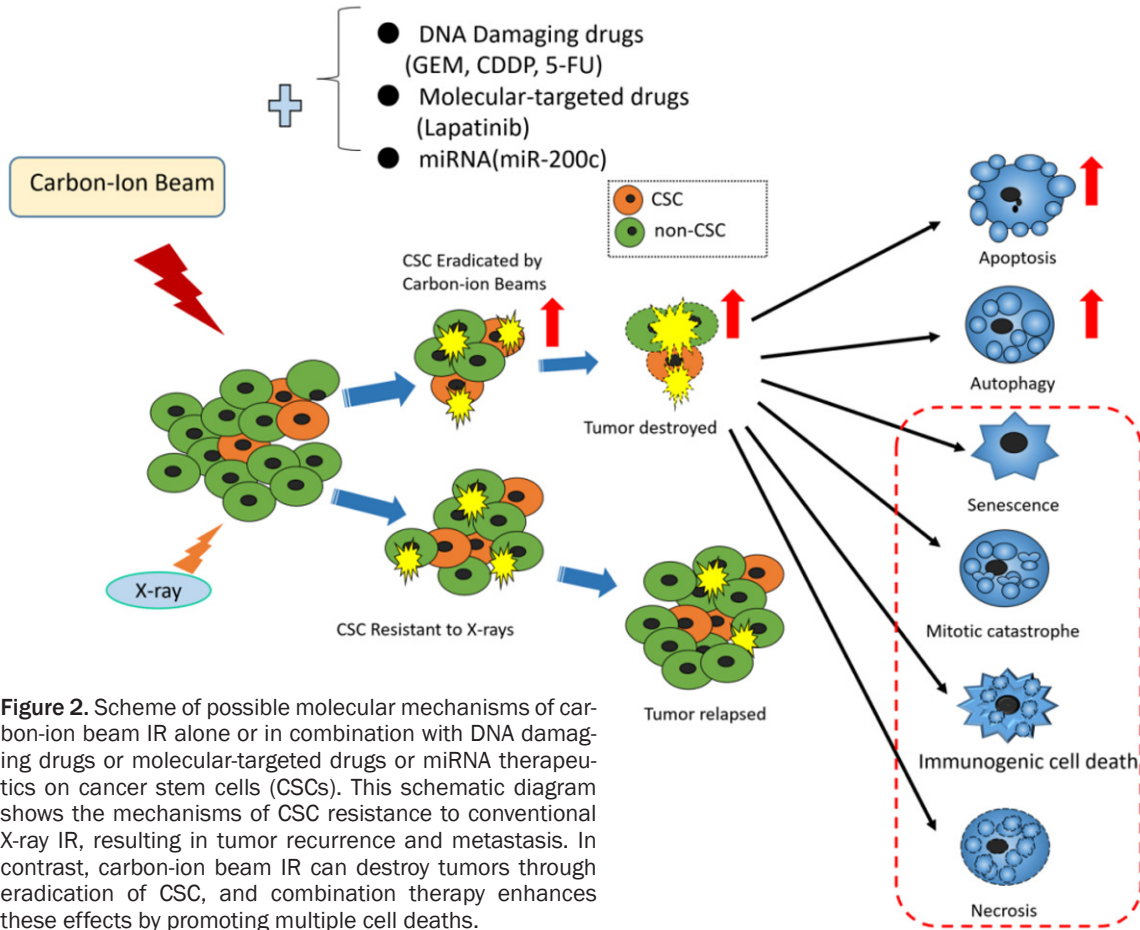 ● DNA Damaging drugs
(GEM, CDDP, 5-FU)
● Molecular-targeted drugs
(Lapatinib)
● miRNA(miR-200c)
Carbon-Ion Beam
CSC
non-CSC
CSC Eradicated by
Carbon-ion Beams
Tumor destroyed
Apoptosis
Autophagy
Senescence
Mitotic catastrophe
Immunogenic cell death
Necrosis
X-ray
CSC Resistant to X-rays
Tumor relapsed
Figure 2. Scheme of possible molecular mechanisms of car-
bon-ion beam IR alone or in combination with DNA damag-
ing drugs or molecular-targeted drugs or miRNA therapeu-
tics on cancer stem cells (CSCs). This schematic diagram
shows the mechanisms of CSC resistance to conventional
X-ray IR, resulting in tumor recurrence and metastasis. In
contrast, carbon-ion beam IR can destroy tumors through
eradication of CSC, and combination therapy enhances
these effects by promoting multiple cell deaths.